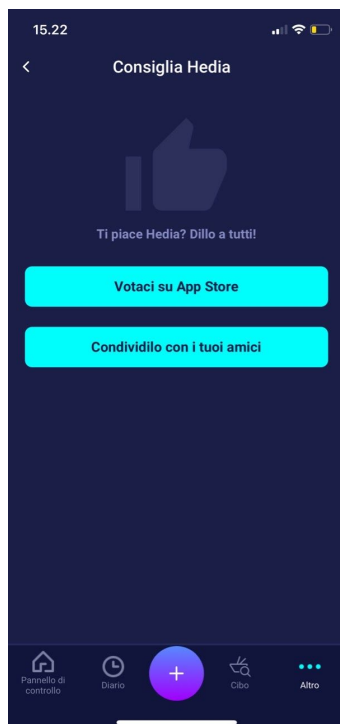 15.22
Consiglia Hedia
Ti piace Hedia? Dillo a tutti!
Votaci su App Store
Condividilo con i tuoi amici
Pannello di
controllo
Diario
Cibo
Altro